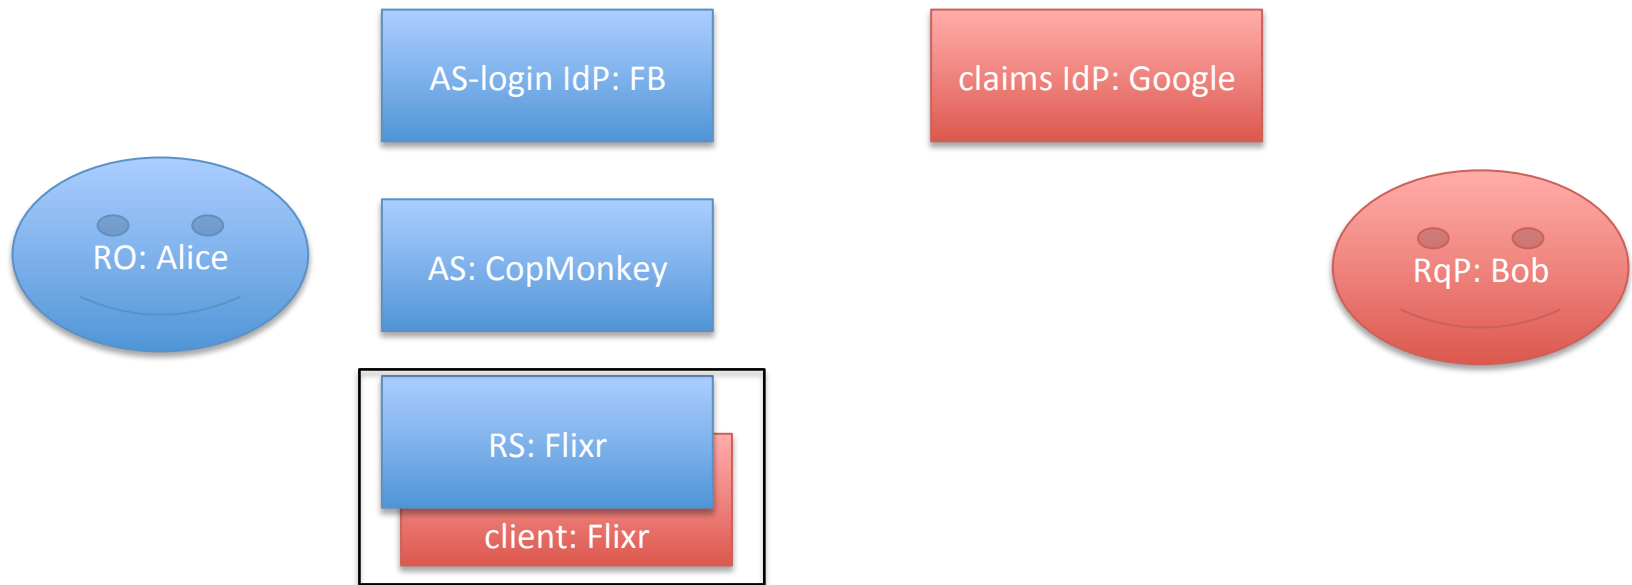 AS-login IdP: FB
claims IdP: Google
RO: Alice
AS: CopMonkey
RqP: Bob
RS: Flixr
client: Flixr